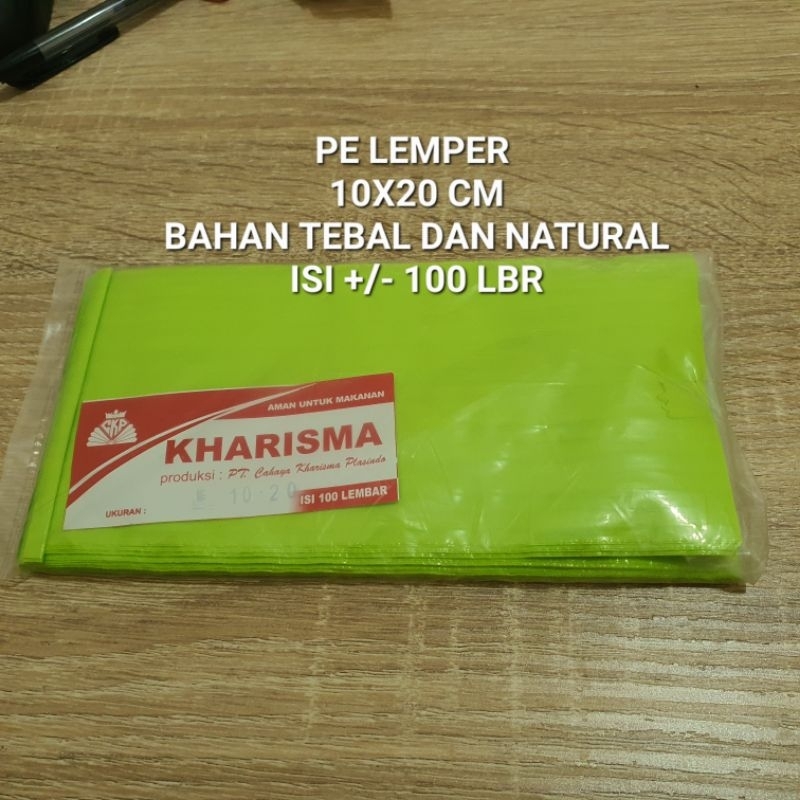 PE LEMPER
10X20 CM
BAHAN TEBAL DAN NATURAL
ISI +/- 100 LBR
AMAN UNTUK MAKANAN
CKP
KHARISMA
produksi : PT. Cahaya Kharisma Plasindo
10·20
ISI 100 LEMBAR
UKURAN :